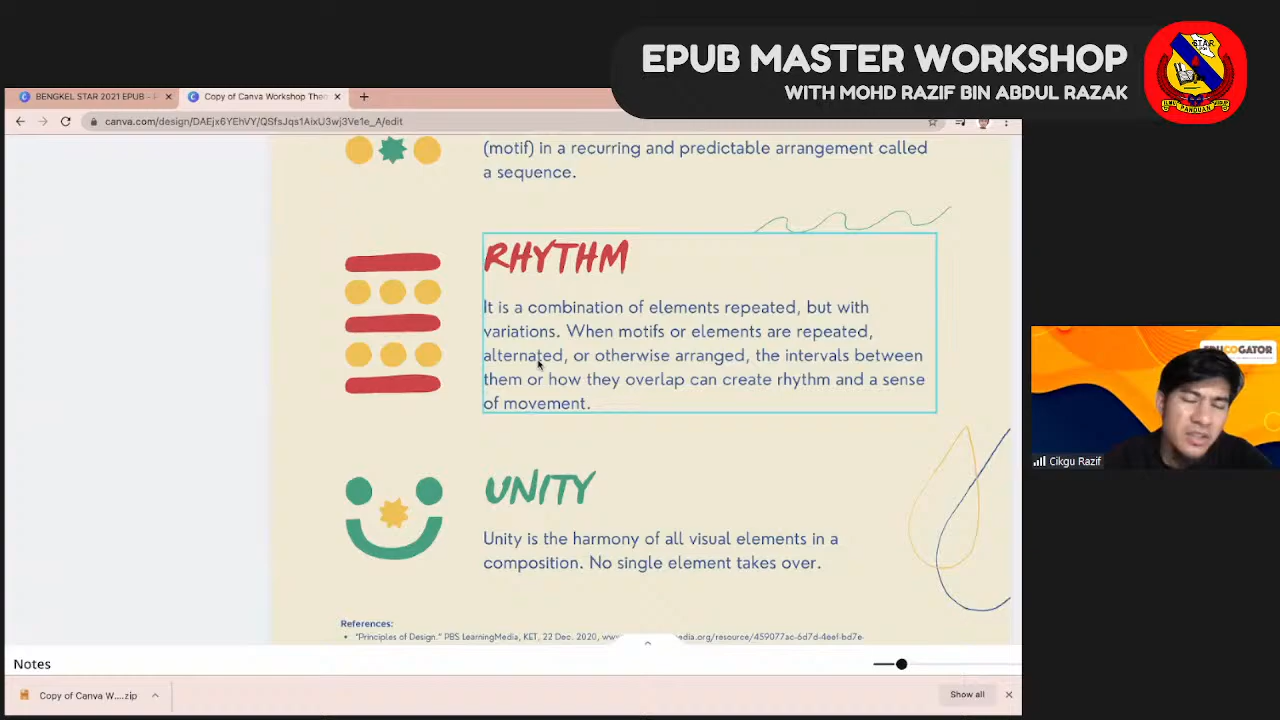 EPUB MASTER WORKSHOP
WITH MOHD RAZIF BIN ABDUL RAZAK
STAR
BENGKEL STAR 2021 EPUB -
Copy of Canva Workshop
canva.com/design/DAEjx6YEhVY/QSfsJqs1AixU3wj3Ve1e_A/edit
(motif) in a recurring and predictable arrangement called
a sequence.
RHYTHM
It is a combination of elements repeated, but with
variations. When motifs or elements are repeated,
alternated, or otherwise arranged, the intervals between
them or how they overlap can create rhythm and a sense
of movement.
UNITY
Unity is the harmony of all visual elements in a
composition. No single element takes over.
References:
• "Principles of Design." PBS LearningMedia, KET, 22 Dec. 2020,
Notes
Copy of Canva W....zip
Show all
Cikgu Razif